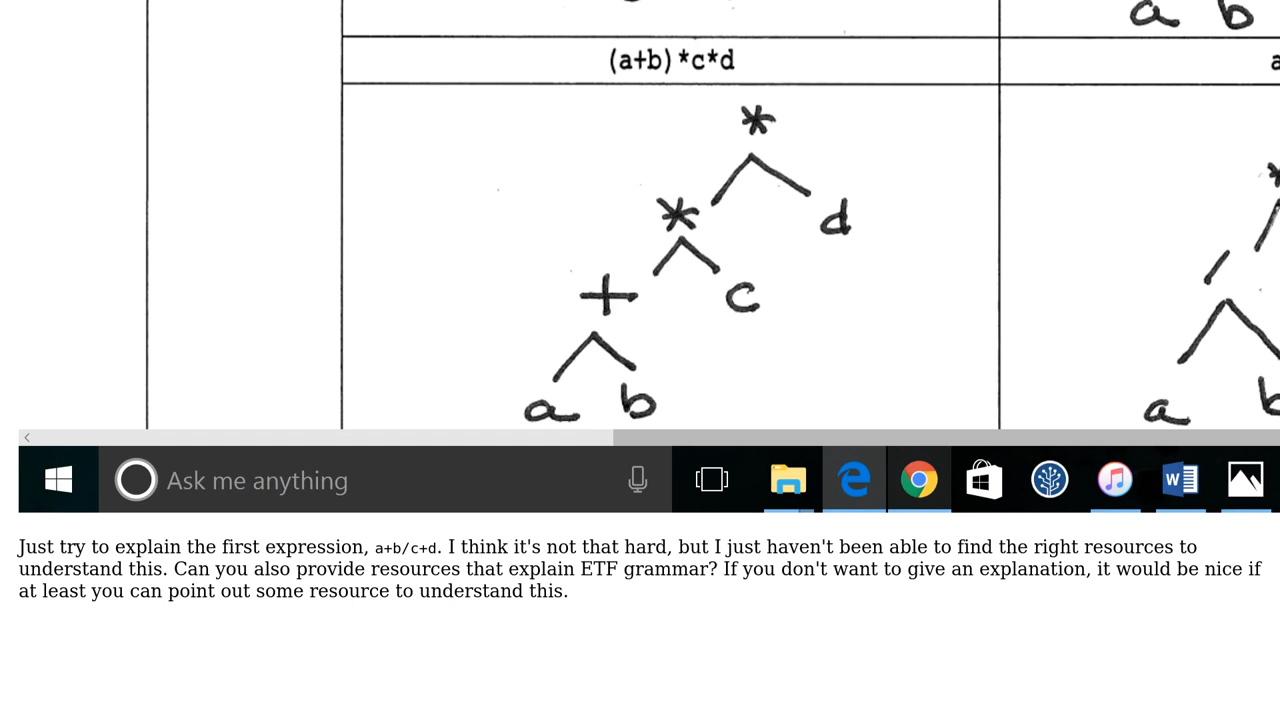 a b
(a+b)*c*d
a
*
* d
+ c
a b
*
/
a b
Ask me anything
W
Just try to explain the first expression, a+b/c+d. I think it's not that hard, but I just haven't been able to find the right resources to
understand this. Can you also provide resources that explain ETF grammar? If you don't want to give an explanation, it would be nice if
at least you can point out some resource to understand this.